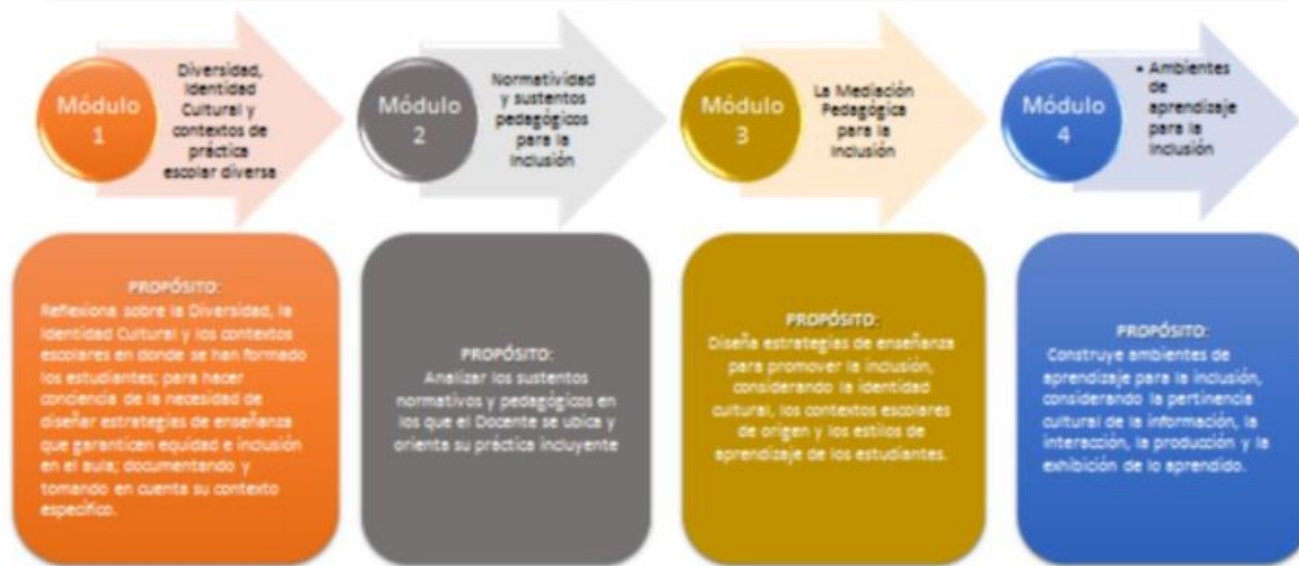 Módulo
1
Diversidad,
Identidad
Cultural y
contextos de
práctica
escolar diversa
Módulo
2
Normatividad
y sustentos
pedagógicos
para la
Inclusión
Módulo
3
La Mediación
Pedagógica
para la
Inclusión
Módulo
4
• Ambientes
de
aprendizaje
para la
Inclusión
PROPÓSITO:
Reflexiona sobre la Diversidad, la
Identidad Cultural y los contextos
escolares en donde se han formado
los estudiantes; para hacer
conciencia de la necesidad de
diseñar estrategias de enseñanza
que garanticen equidad e inclusión
en el aula; documentando y
tomando en cuenta su contexto
específico.
PROPÓSITO:
Analizar los sustentos
normativos y pedagógicos en
los que el Docente se ubica y
orienta su práctica incluyente
PROPÓSITO:
Diseña estrategias de enseñanza
para promover la inclusión,
considerando la identidad
cultural, los contextos escolares
de origen y los estilos de
aprendizaje de los estudiantes.
PROPÓSITO:
Construye ambientes de
aprendizaje para la inclusión,
considerando la pertinencia
cultural de la información, la
interacción, la producción y la
exhibición de lo aprendido.